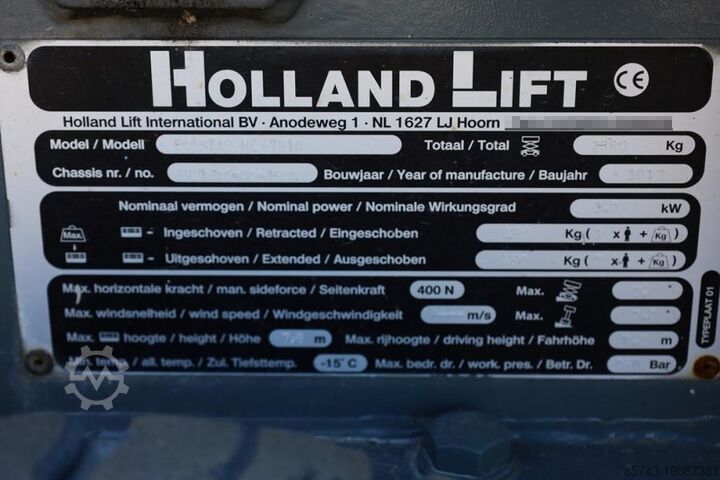 HOLLAND LIFT CE
Holland Lift International BV · Anodeweg 1 · NL 1627 LJ Hoorn
Model / Modell Totaal / Total Kg
Chassis nr. / no. Bouwjaar / Year of manufacture / Baujahr
Nominaal vermogen / Nominal power / Nominale Wirkungsgrad kW
Max. - Ingeschoven / Retracted / Eingeschoben Kg ( x + Kg )
- Uitgeschoven / Extended / Ausgeschoben Kg ( x + Kg )
Max. horizontale kracht / man. sideforce / Seitenkraft 400 N Max.
Max. windsnelheid / wind speed / Windgeschwindigkeit m/s Max.
Max. hoogte / height / Höhe m Max. rijhoogte / driving height / Fahrhöhe m
temp. / all. temp. / Zul. Tiefsttemp. -15°C Max. bedr. dr. / work. pres. / Betr. Dr. Bar
TYPEPLAAT 01
85743-19087381